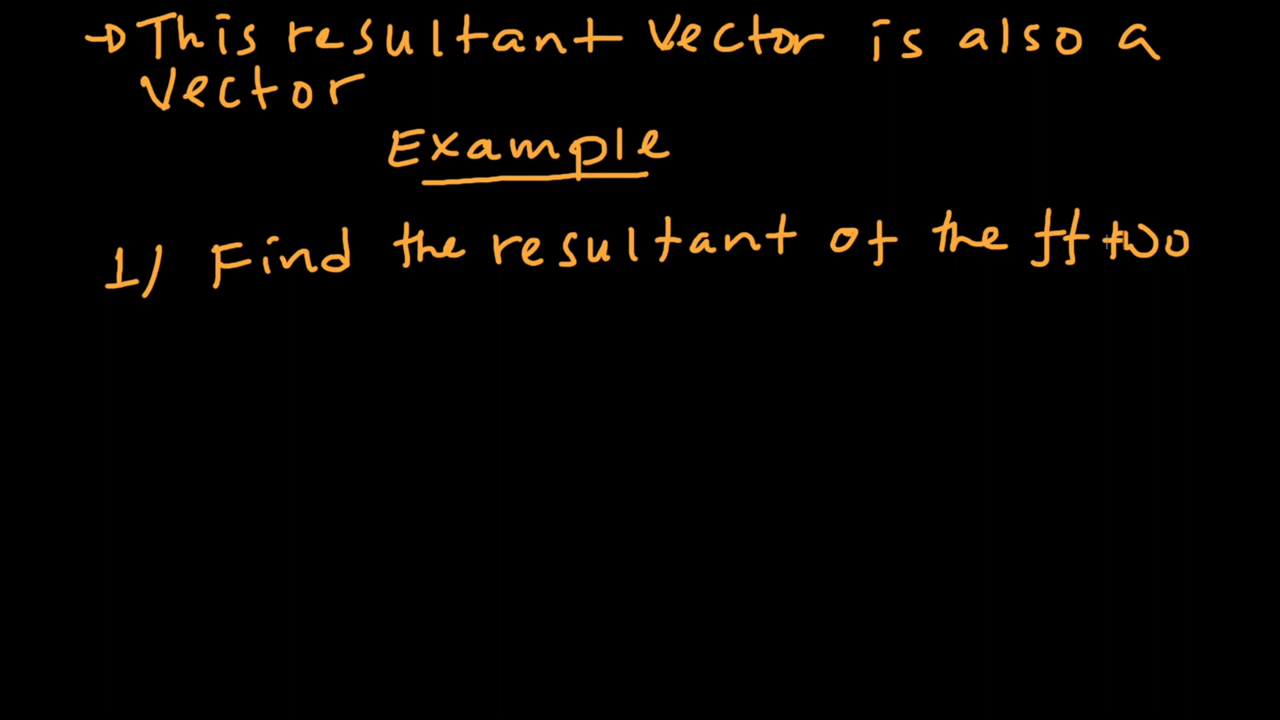 → This resultant vector is also a
vector
Example
1) Find the resultant of the ff two